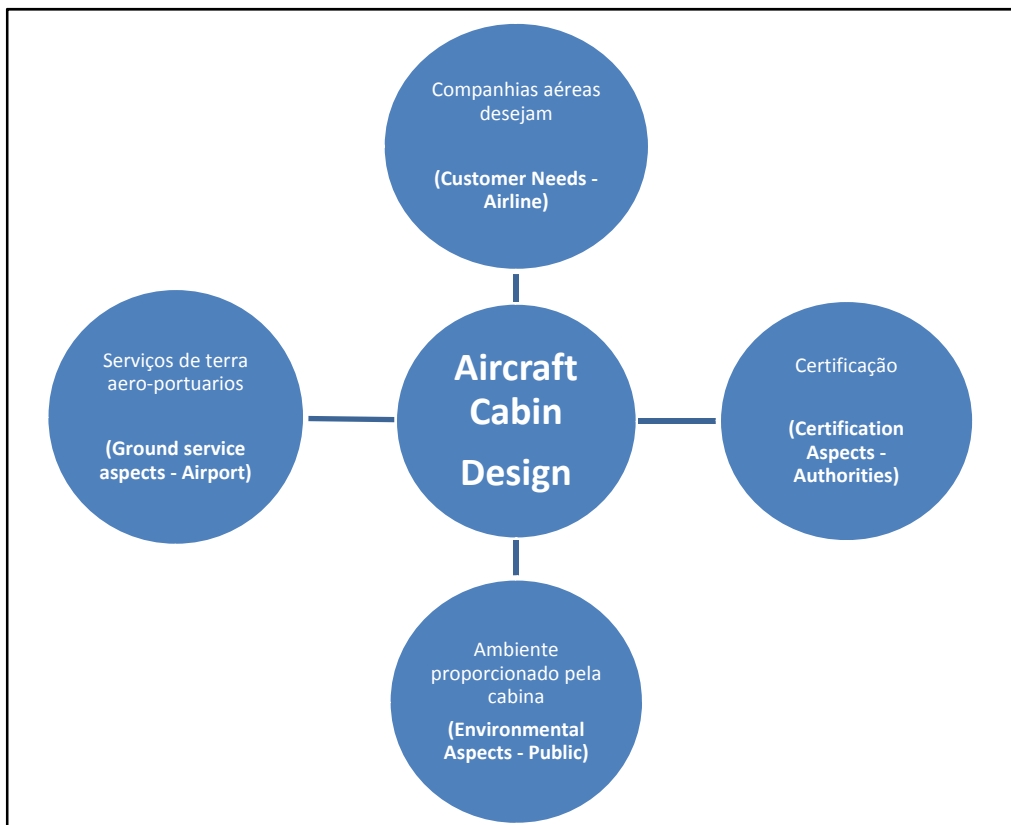 Companhias aéreas
desejam
(Customer Needs -
Airline)
Serviços de terra
aero-portuarios
(Ground service
aspects - Airport)
Aircraft
Cabin
Design
Certificação
(Certification
Aspects -
Authorities)
Ambiente
proporcionado pela
cabina
(Environmental
Aspects - Public)